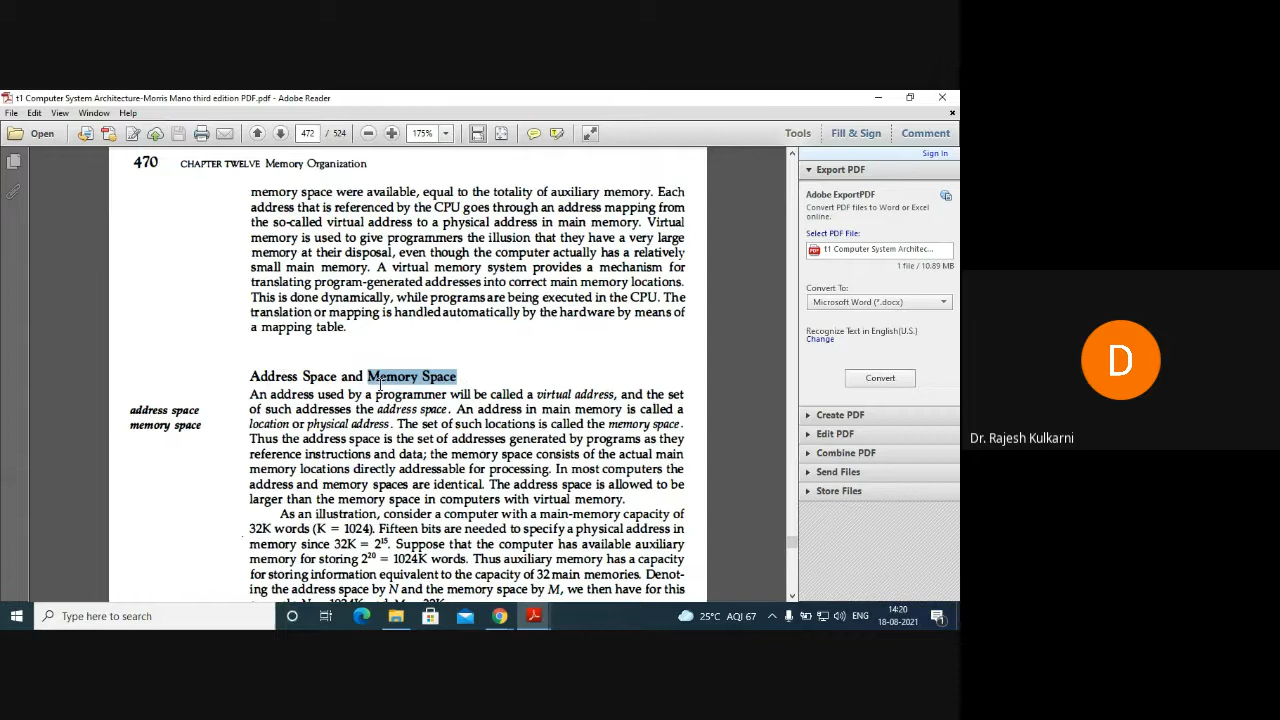 t1 Computer System Architecture-Morris Mano third edition PDF.pdf - Adobe Reader
File Edit View Window Help
Open 472 / 524 175% Tools Fill & Sign Comment
Sign In
470 CHAPTER TWELVE Memory Organization
memory space were available, equal to the totality of auxiliary memory. Each
address that is referenced by the CPU goes through an address mapping from
the so-called virtual address to a physical address in main memory. Virtual
memory is used to give programmers the illusion that they have a very large
memory at their disposal, even though the computer actually has a relatively
small main memory. A virtual memory system provides a mechanism for
translating program-generated addresses into correct main memory locations.
This is done dynamically, while programs are being executed in the CPU. The
translation or mapping is handled automatically by the hardware by means of
a mapping table.
Address Space and Memory Space
An address used by a programmer will be called a virtual address, and the set
address space
of such addresses the address space. An address in main memory is called a
memory space
location or physical address. The set of such locations is called the memory space.
Thus the address space is the set of addresses generated by programs as they
reference instructions and data; the memory space consists of the actual main
memory locations directly addressable for processing. In most computers the
address and memory spaces are identical. The address space is allowed to be
larger than the memory space in computers with virtual memory.
As an illustration, consider a computer with a main-memory capacity of
32K words (K = 1024). Fifteen bits are needed to specify a physical address in
memory since 32K = 2¹⁵. Suppose that the computer has available auxiliary
memory for storing 2²⁰ = 1024K words. Thus auxiliary memory has a capacity
for storing information equivalent to the capacity of 32 main memories. Denot-
ing the address space by N and the memory space by M, we then have for this
Export PDF
Adobe ExportPDF
Convert PDF files to Word or Excel
online.
Select PDF File:
t1 Computer System Architec...
1 file / 10.89 MB
Convert To:
Microsoft Word (*.docx)
Recognize Text in English(U.S.)
Change
Convert
Create PDF
Edit PDF
Combine PDF
Send Files
Store Files
D
Dr. Rajesh Kulkarni
Type here to search
25°C AQI 67
ENG
14:20
18-08-2021
1